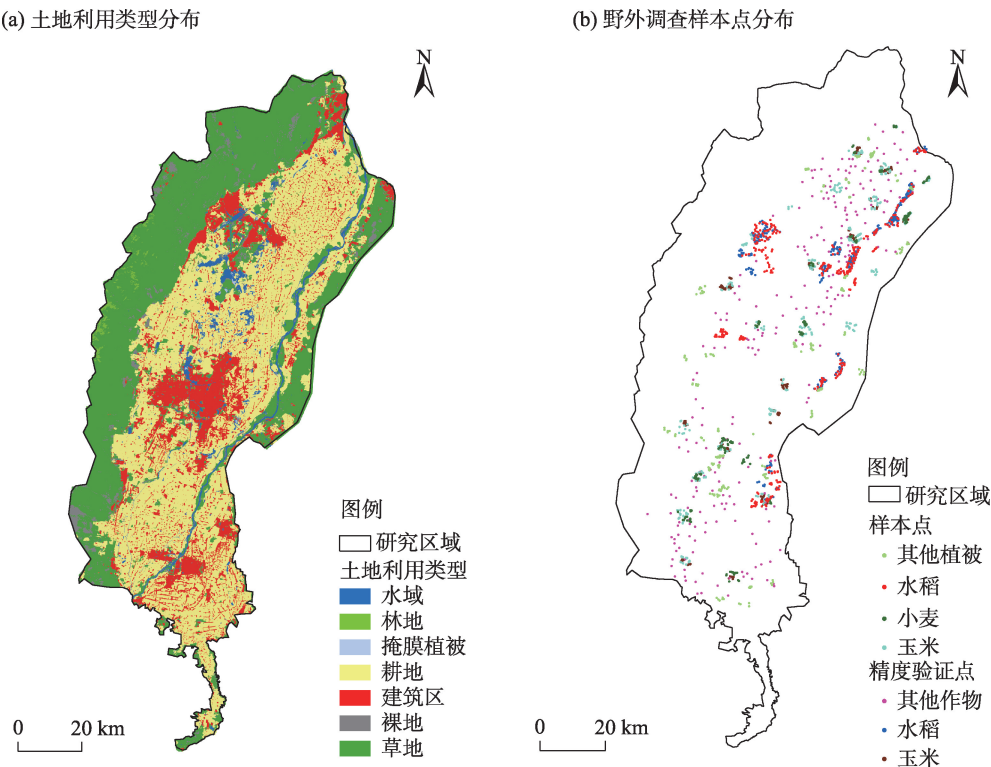 (a) 土地利用类型分布
N
图例
研究区域
土地利用类型
水域
林地
掩膜植被
耕地
建筑区
裸地
草地
0 20 km
(b) 野外调查样本点分布
N
图例
研究区域
样本点
其他植被
水稻
小麦
玉米
精度验证点
其他作物
水稻
玉米
0 20 km